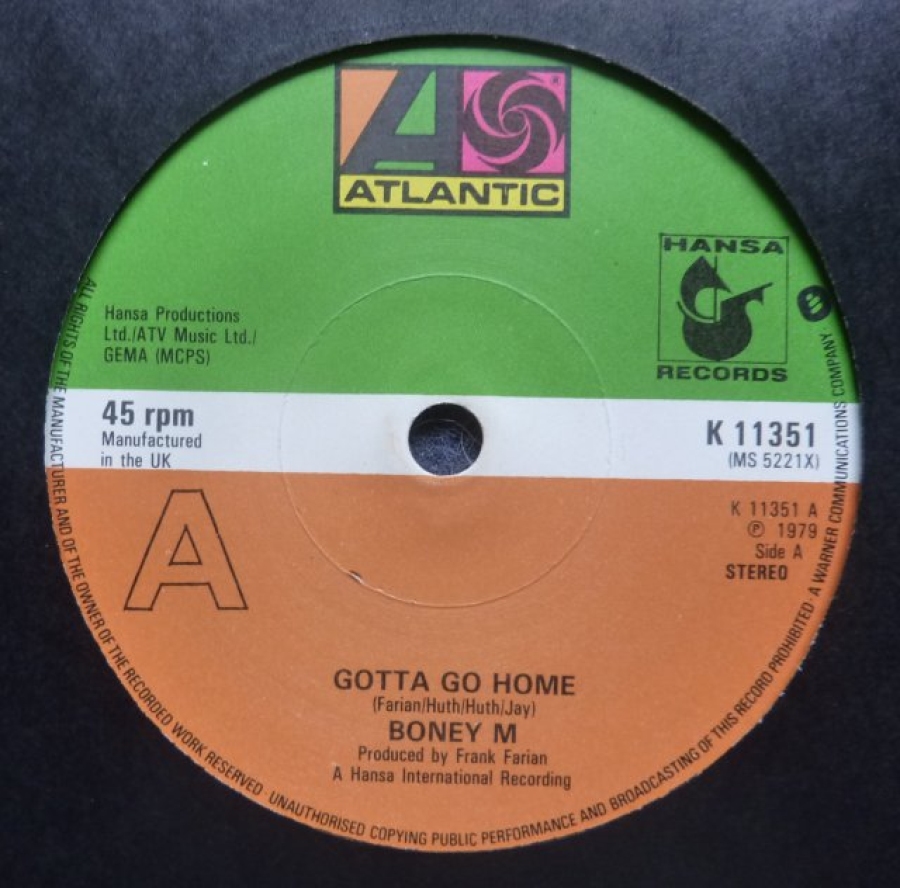 A
ATLANTIC
®
HANSA
RECORDS
Hansa Productions
Ltd./ATV Music Ltd./
GEMA (MCPS)
45 rpm
Manufactured
in the UK
K 11351
(MS 5221X)
K 11351 A
℗ 1979
Side A
STEREO
A
GOTTA GO HOME
(Farian/Huth/Huth/Jay)
BONEY M
Produced by Frank Farian
A Hansa International Recording
ALL RIGHTS OF THE MANUFACTURER AND OF THE OWNER OF THE RECORDED WORK RESERVED · UNAUTHORISED COPYING PUBLIC PERFORMANCE AND BROADCASTING OF THIS RECORD PROHIBITED · A WARNER COMMUNICATIONS COMPANY